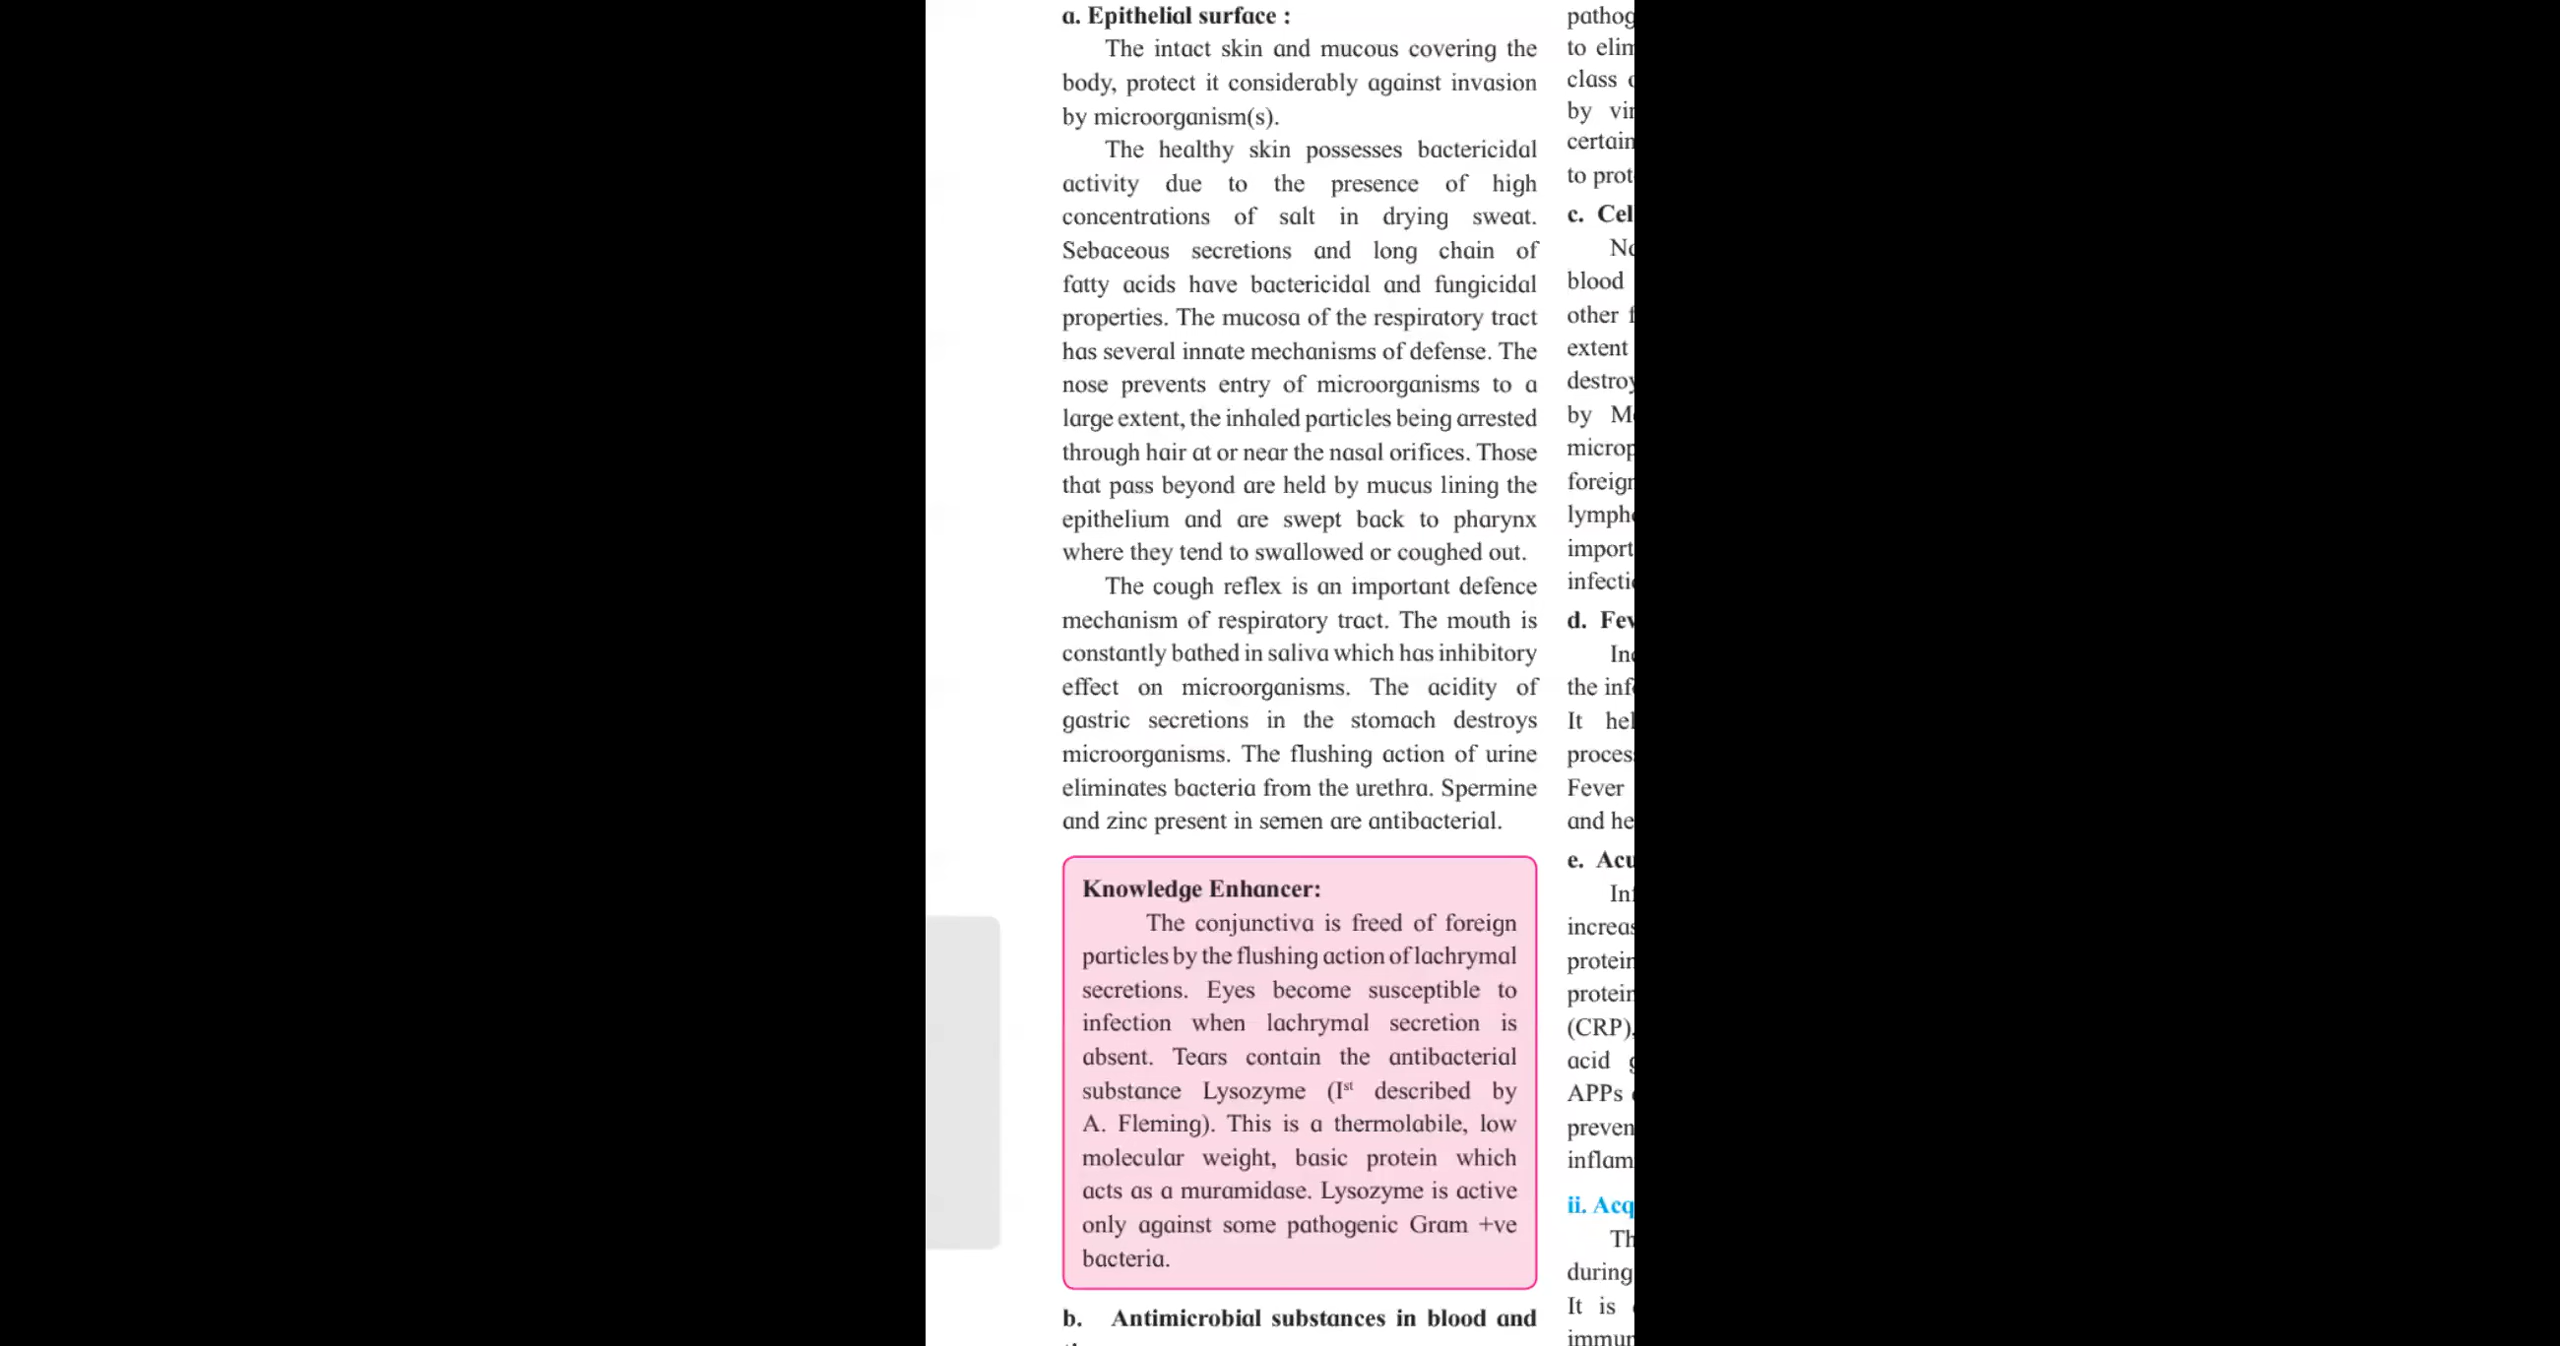 a. Epithelial surface :
The intact skin and mucous covering the
body, protect it considerably against invasion
by microorganism(s).
The healthy skin possesses bactericidal
activity due to the presence of high
concentrations of salt in drying sweat.
Sebaceous secretions and long chain of
fatty acids have bactericidal and fungicidal
properties. The mucosa of the respiratory tract
has several innate mechanisms of defense. The
nose prevents entry of microorganisms to a
large extent, the inhaled particles being arrested
through hair at or near the nasal orifices. Those
that pass beyond are held by mucus lining the
epithelium and are swept back to pharynx
where they tend to swallowed or coughed out.
The cough reflex is an important defence
mechanism of respiratory tract. The mouth is
constantly bathed in saliva which has inhibitory
effect on microorganisms. The acidity of
gastric secretions in the stomach destroys
microorganisms. The flushing action of urine
eliminates bacteria from the urethra. Spermine
and zinc present in semen are antibacterial.
Knowledge Enhancer:
The conjunctiva is freed of foreign
particles by the flushing action of lachrymal
secretions. Eyes become susceptible to
infection when lachrymal secretion is
absent. Tears contain the antibacterial
substance Lysozyme (Ist described by
A. Fleming). This is a thermolabile, low
molecular weight, basic protein which
acts as a muramidase. Lysozyme is active
only against some pathogenic Gram +ve
bacteria.
b. Antimicrobial substances in blood and
to
class
by
to
c.
blood
other
extent
by
d.
the
It
Fever
and
e.
(CRP),
acid
APPs
ii.
during
It is